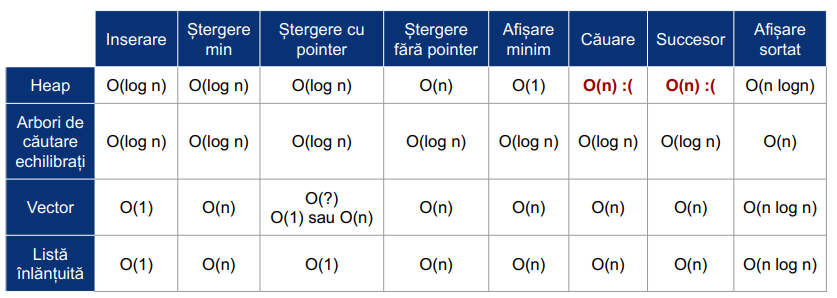 Inserare Ștergere min Ștergere cu pointer Ștergere fără pointer Afișare minim Căuare Succesor Afișare sortat
Heap O(log n) O(log n) O(log n) O(n) O(1) O(n) :( O(n) :( O(n logn)
Arbori de căutare echilibrați O(log n) O(log n) O(log n) O(log n) O(log n) O(log n) O(log n) O(n)
Vector O(1) O(n) O(?) O(1) sau O(n) O(n) O(n) O(n) O(n) O(n log n)
Listă înlănțuită O(1) O(n) O(1) O(n) O(n) O(n) O(n) O(n log n)